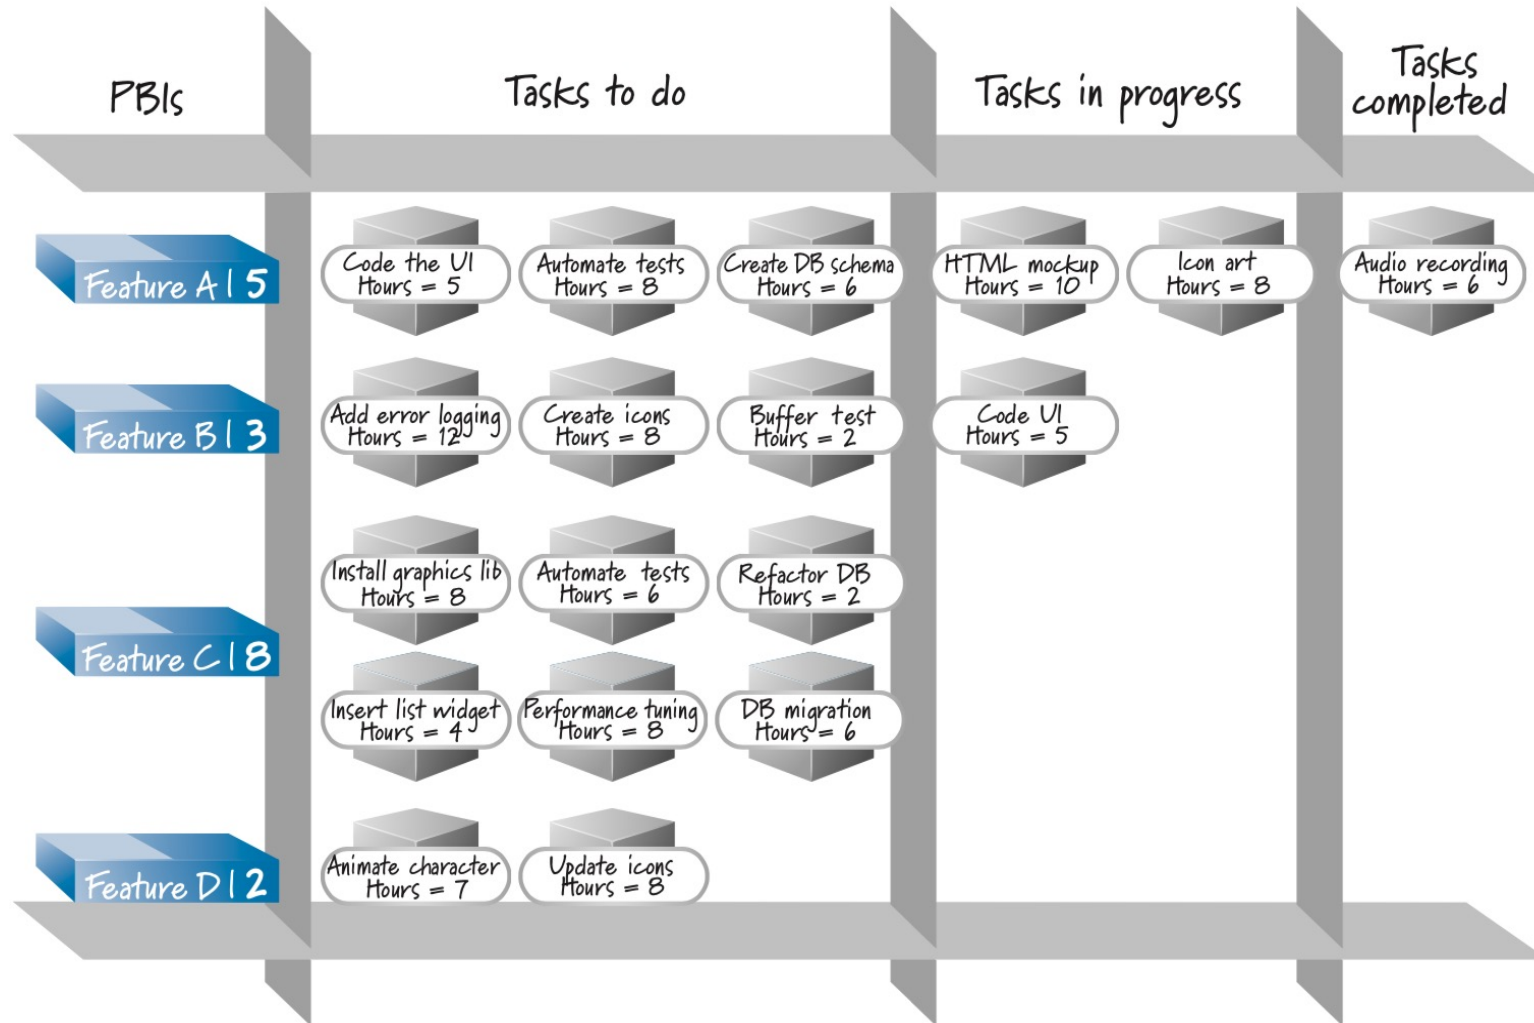 PBIs
Tasks to do
Tasks in progress
Tasks
completed
Feature A | 5
Code the UI
Hours = 5
Automate tests
Hours = 8
Create DB schema
Hours = 6
HTML mockup
Hours = 10
Icon art
Hours = 8
Audio recording
Hours = 6
Feature B | 3
Add error logging
Hours = 12
Create icons
Hours = 8
Buffer test
Hours = 2
Code UI
Hours = 5
Feature C | 8
Install graphics lib
Hours = 8
Automate tests
Hours = 6
Refactor DB
Hours = 2
Insert list widget
Hours = 4
Performance tuning
Hours = 8
DB migration
Hours = 6
Feature D | 2
Animate character
Hours = 7
Update icons
Hours = 8